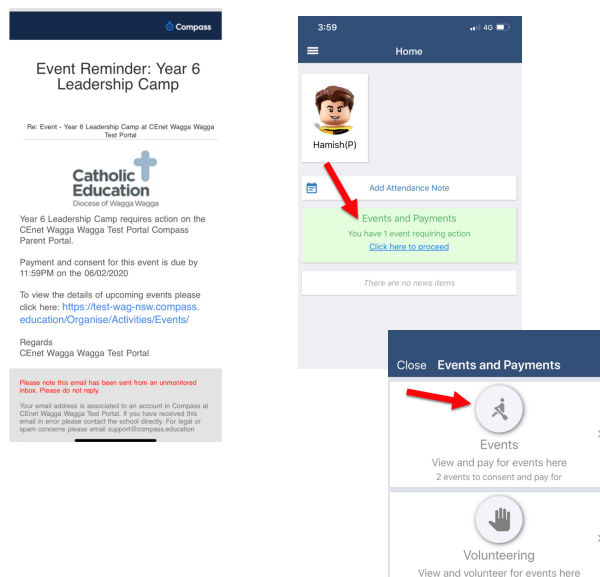 Compass
Event Reminder: Year 6
Leadership Camp
Re: Event - Year 6 Leadership Camp at CEnet Wagga Wagga
Test Portal
Catholic
Education
Diocese of Wagga Wagga
Year 6 Leadership Camp requires action on the
CEnet Wagga Wagga Test Portal Compass
Parent Portal.
Payment and consent for this event is due by
11:59PM on the 06/02/2020
To view the details of upcoming events please
click here: https://test-wag-nsw.compass.
education/Organise/Activities/Events/
Regards
CEnet Wagga Wagga Test Portal
Please note this email has been sent from an unmonitored
inbox. Please do not reply.
Your email address is associated to an account in Compass at
CEnet Wagga Wagga Test Portal. If you have received this
email in error please contact the school directly. For legal or
spam concerns please email support@compass.education
3:59
4G
Home
Hamish(P)
Add Attendance Note
Events and Payments
You have 1 event requiring action
Click here to proceed
There are no news items
Close Events and Payments
Events
View and pay for events here
2 events to consent and pay for
Volunteering
View and volunteer for events here